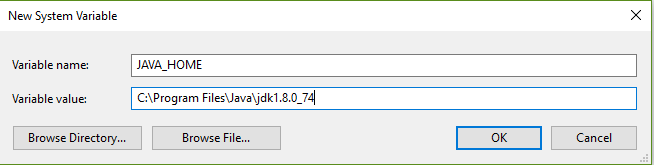 New System Variable
Variable name: JAVA_HOME
Variable value: C:\Program Files\Java\jdk1.8.0_74
Browse Directory... Browse File... OK Cancel